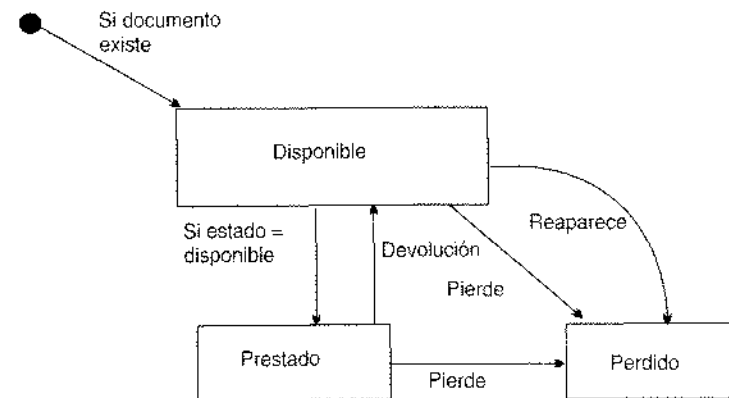 Si documento
existe
Disponible
Si estado =
disponible
Devolución
Reaparece
Pierde
Prestado
Pierde
Perdido